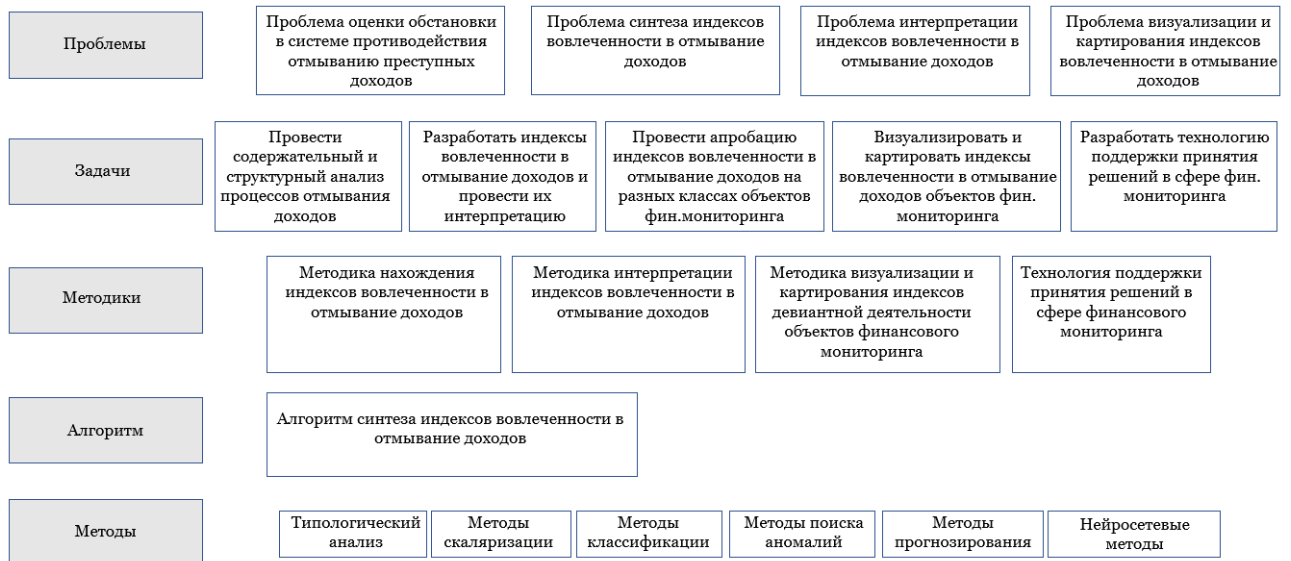 Проблемы
Проблема оценки обстановки
в системе противодействия
отмыванию преступных
доходов
Проблема синтеза индексов
вовлеченности в отмывание
доходов
Проблема интерпретации
индексов вовлеченности в
отмывание доходов
Проблема визуализации и
картирования индексов
вовлеченности в отмывание
доходов
Задачи
Провести
содержательный и
структурный анализ
процессов отмывания
доходов
Разработать индексы
вовлеченности в
отмывание доходов и
провести их
интерпретацию
Провести апробацию
индексов вовлеченности в
отмывание доходов на
разных классах объектов
фин.мониторинга
Визуализировать и
картировать индексы
вовлеченности в отмывание
доходов объектов фин.
мониторинга
Разработать технологию
поддержки принятия
решений в сфере фин.
мониторинга
Методики
Методика нахождения
индексов вовлеченности в
отмывание доходов
Методика интерпретации
индексов вовлеченности в
отмывание доходов
Методика визуализации и
картирования индексов
девиантной деятельности
объектов финансового
мониторинга
Технология поддержки
принятия решений в
сфере финансового
мониторинга
Алгоритм
Алгоритм синтеза индексов вовлеченности в
отмывание доходов
Методы
Типологический
анализ
Методы
скаляризации
Методы
классификации
Методы поиска
аномалий
Методы
прогнозирования
Нейросетевые
методы